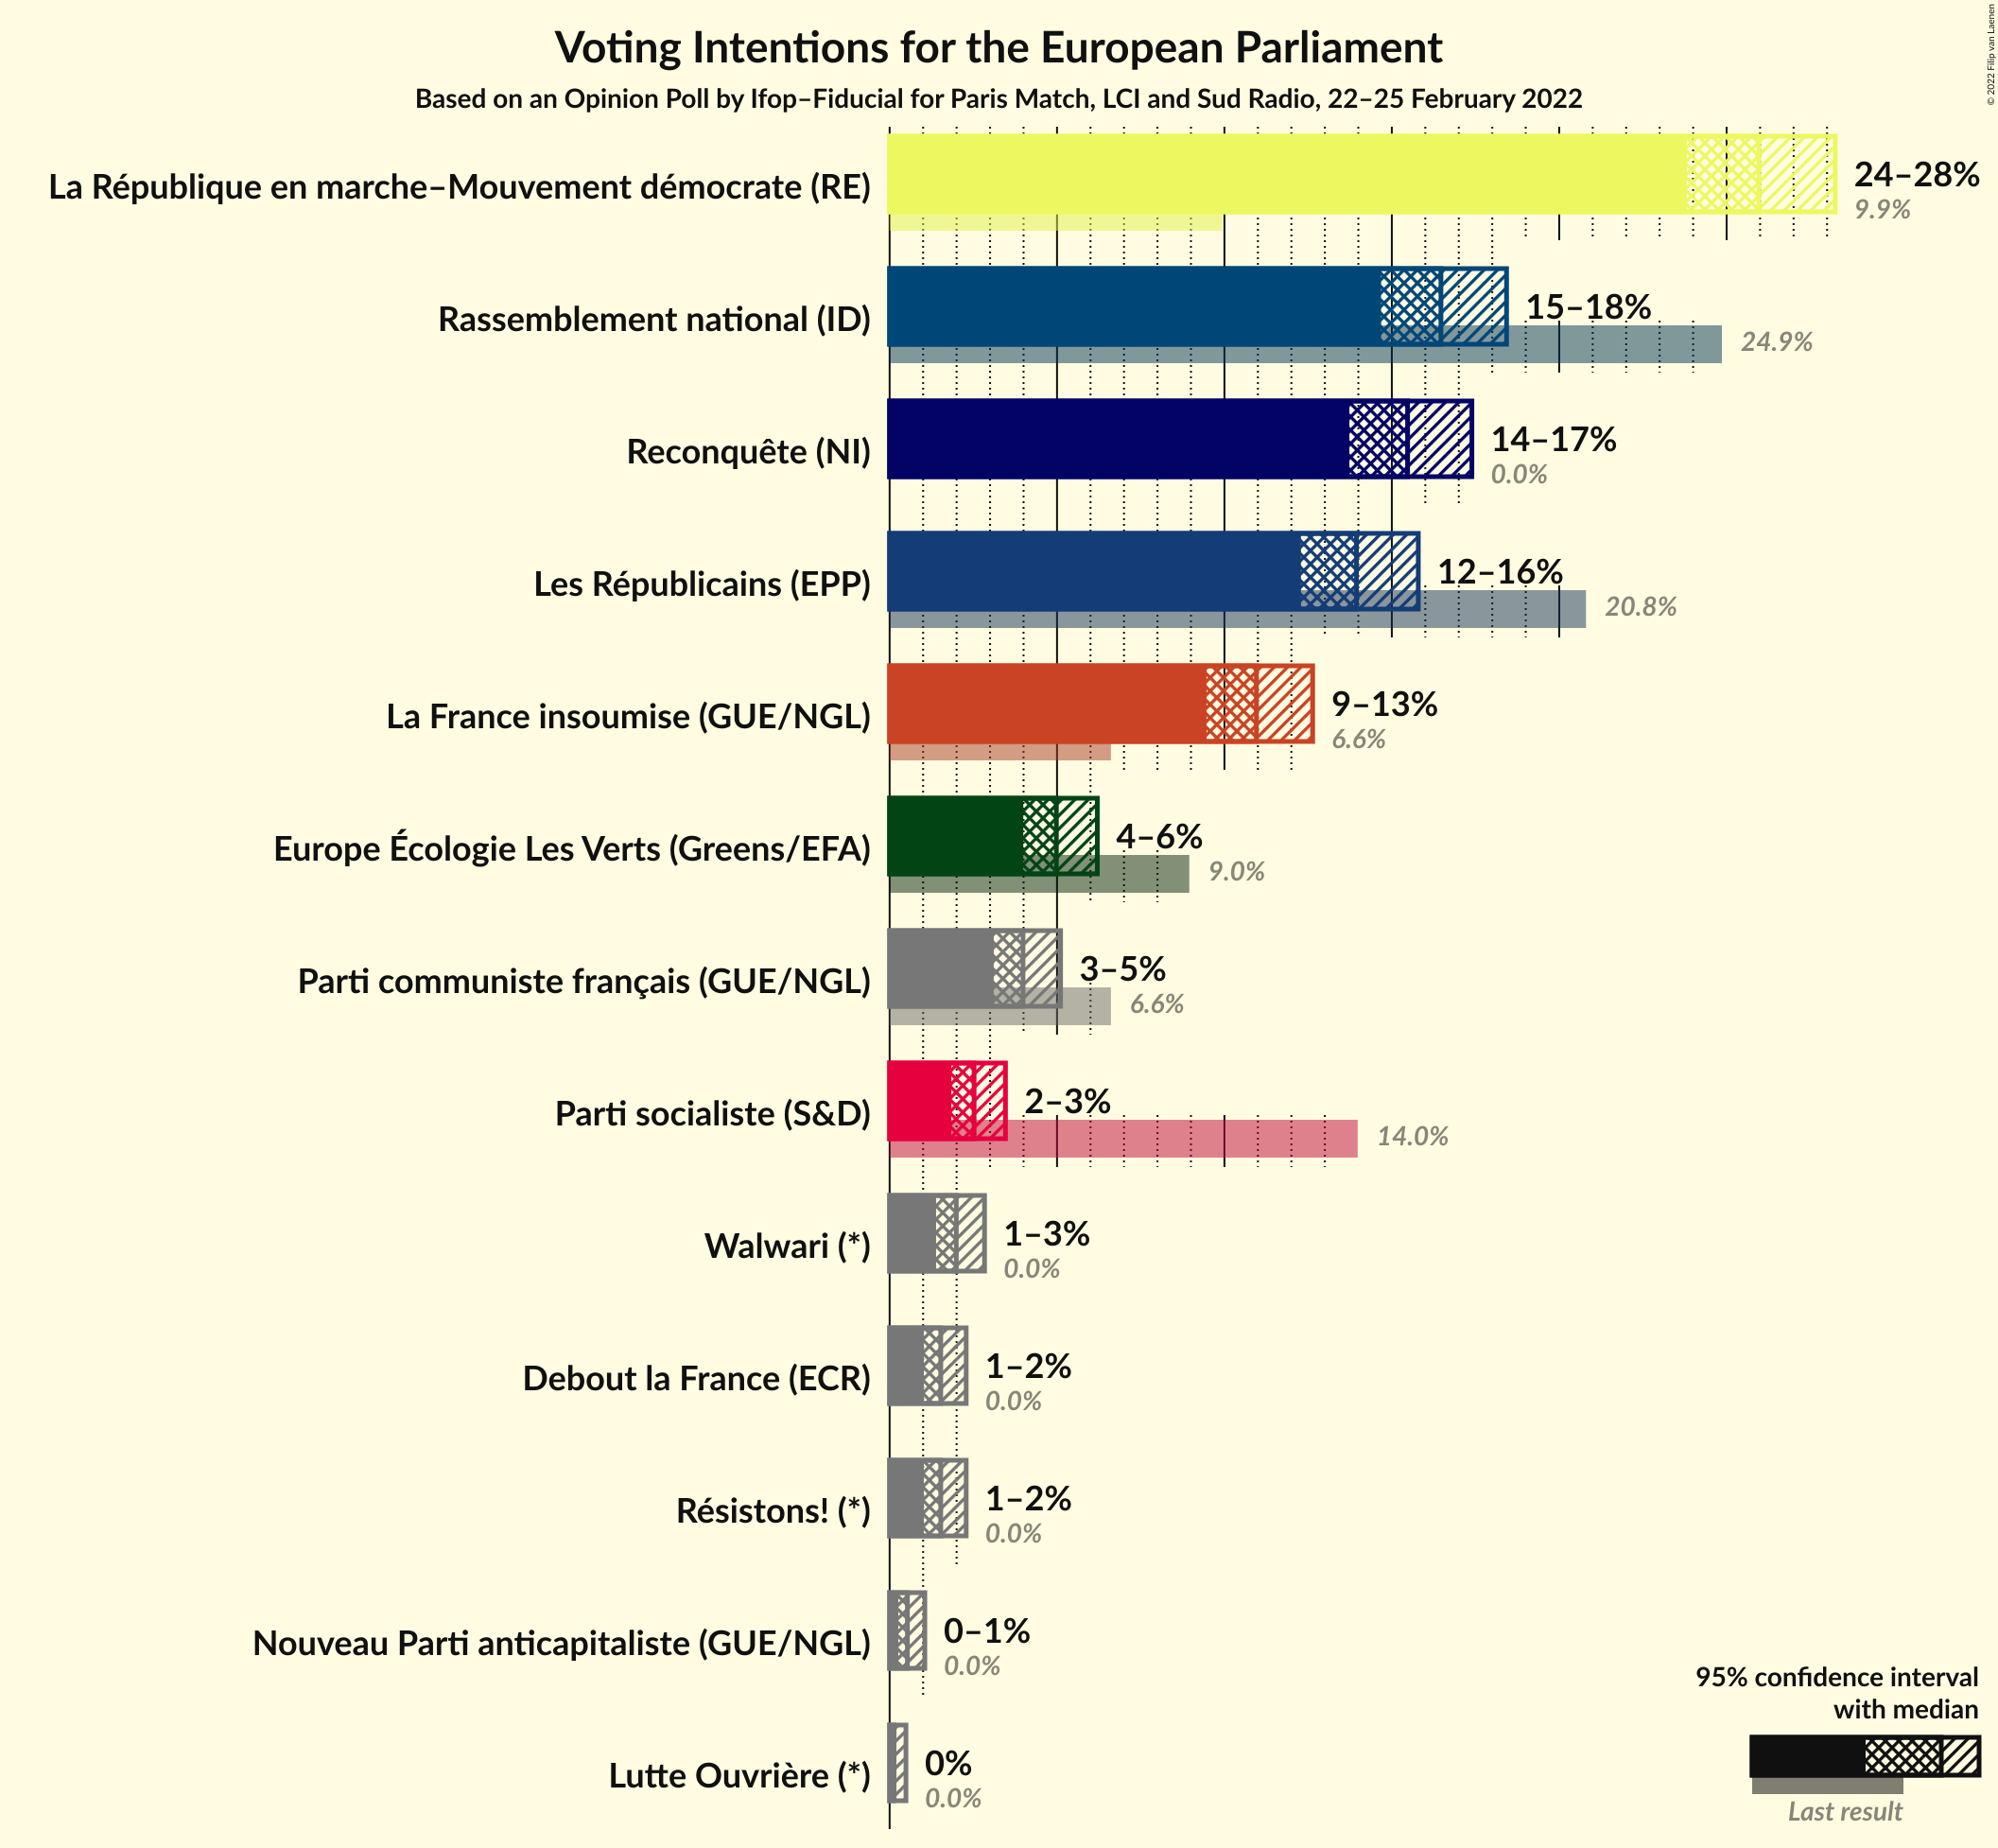 Voting Intentions for the European Parliament
Based on an Opinion Poll by Ifop–Fiducial for Paris Match, LCI and Sud Radio, 22–25 February 2022
© 2022 Filip van Laenen
La République en marche–Mouvement démocrate (RE)
24–28%
9.9%
Rassemblement national (ID)
15–18%
24.9%
Reconquête (NI)
14–17%
0.0%
Les Républicains (EPP)
12–16%
20.8%
La France insoumise (GUE/NGL)
9–13%
6.6%
Europe Écologie Les Verts (Greens/EFA)
4–6%
9.0%
Parti communiste français (GUE/NGL)
3–5%
6.6%
Parti socialiste (S&D)
2–3%
14.0%
Walwari (*)
1–3%
0.0%
Debout la France (ECR)
1–2%
0.0%
Résistons! (*)
1–2%
0.0%
Nouveau Parti anticapitaliste (GUE/NGL)
0–1%
0.0%
Lutte Ouvrière (*)
0%
0.0%
95% confidence interval
with median
Last result